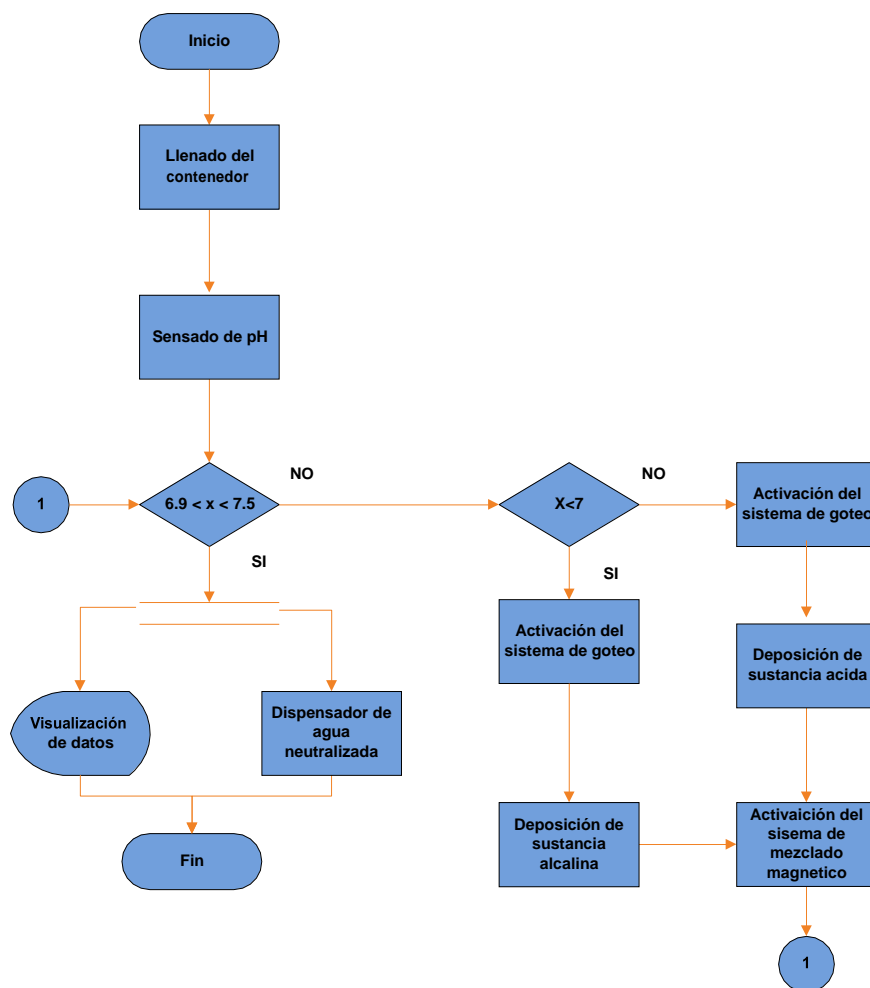 Inicio
Llenado del
contenedor
Sensado de pH
1
6.9 < x < 7.5
NO
SI
X<7
NO
SI
Activación del
sistema de goteo
Activación del
sistema de goteo
Deposición de
sustancia acida
Visualización
de datos
Dispensador de
agua
neutralizada
Deposición de
sustancia
alcalina
Activaición del
sisema de
mezclado
magnetico
Fin
1